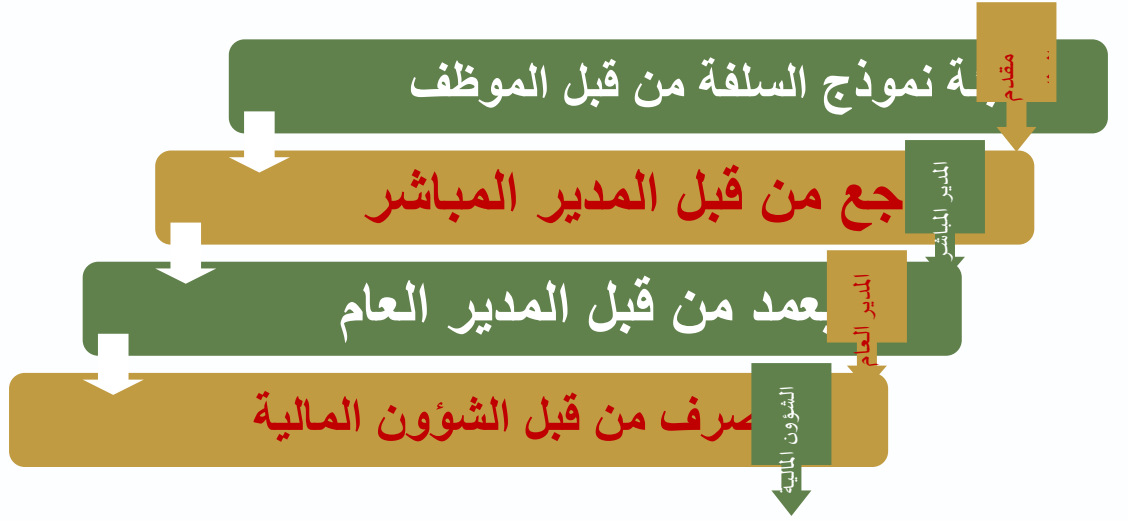 نموذج السلفة من قبل الموظف
مقدم
من قبل المدير المباشر
المدير المباشر
من قبل المدير العام
المدير العام
من قبل الشؤون المالية
الشؤون المالية